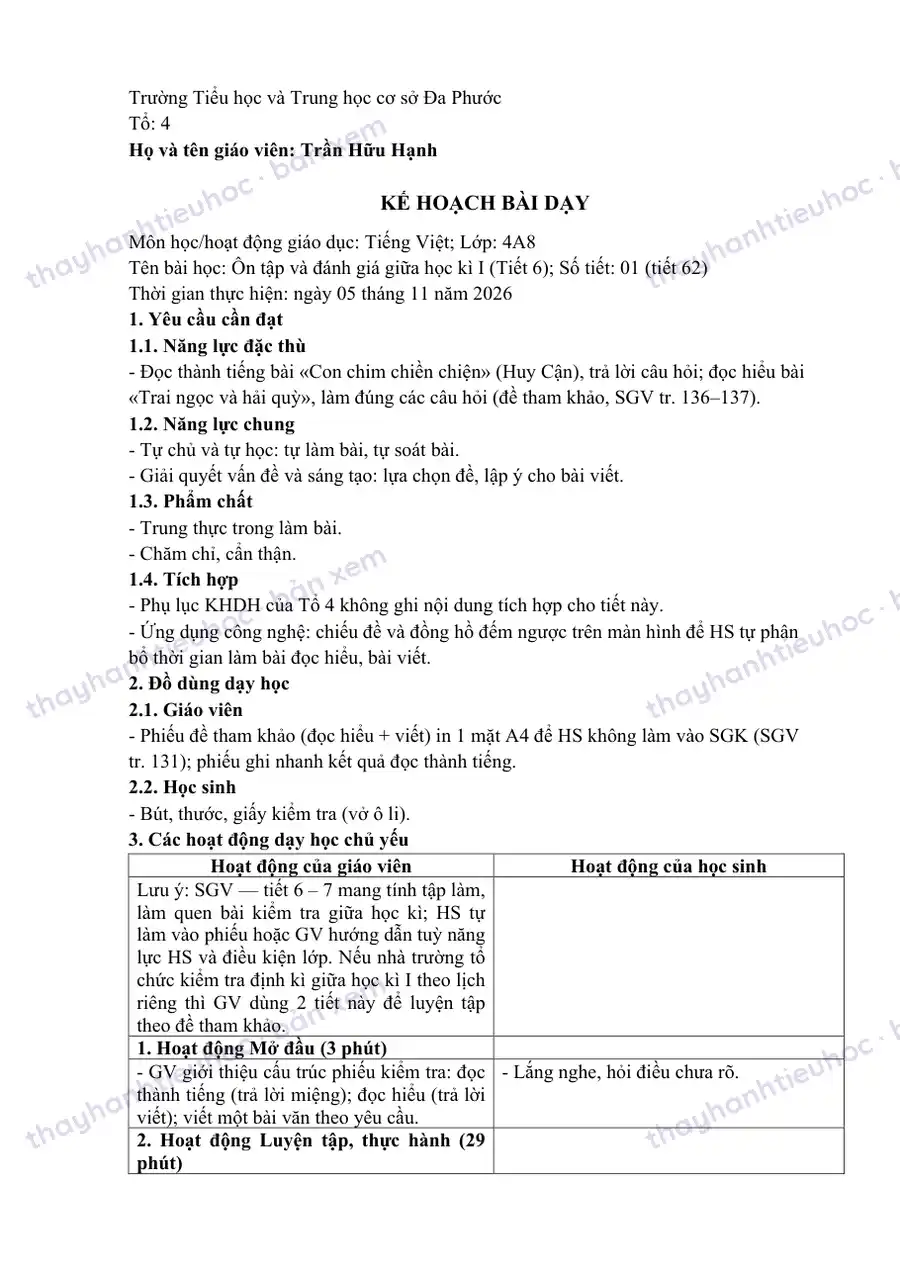 Trường Tiểu học và Trung học cơ sở Đa Phước
Tổ: 4
Họ và tên giáo viên: Trần Hữu Hạnh
KẾ HOẠCH BÀI DẠY
Môn học/hoạt động giáo dục: Tiếng Việt; Lớp: 4A8
Tên bài học: Ôn tập và đánh giá giữa học kì I (Tiết 6); Số tiết: 01 (tiết 62)
Thời gian thực hiện: ngày 05 tháng 11 năm 2026
1. Yêu cầu cần đạt
1.1. Năng lực đặc thù
- Đọc thành tiếng bài «Con chim chiền chiện» (Huy Cận), trả lời câu hỏi; đọc hiểu bài
«Trai ngọc và hải quỳ», làm đúng các câu hỏi (đề tham khảo, SGV tr. 136–137).
1.2. Năng lực chung
- Tự chủ và tự học: tự làm bài, tự soát bài.
- Giải quyết vấn đề và sáng tạo: lựa chọn đề, lập ý cho bài viết.
1.3. Phẩm chất
- Trung thực trong làm bài.
- Chăm chỉ, cẩn thận.
1.4. Tích hợp
- Phụ lục KHDH của Tổ 4 không ghi nội dung tích hợp cho tiết này.
- Ứng dụng công nghệ: chiếu đề và đồng hồ đếm ngược trên màn hình để HS tự phận
bổ thời gian làm bài đọc hiểu, bài viết.
2. Đồ dùng dạy học
2.1. Giáo viên
- Phiếu đề tham khảo (đọc hiểu + viết) in 1 mặt A4 để HS không làm vào SGK (SGV
tr. 131); phiếu ghi nhanh kết quả đọc thành tiếng.
2.2. Học sinh
- Bút, thước, giấy kiểm tra (vở ô li).
3. Các hoạt động dạy học chủ yếu
Hoạt động của giáo viên
Hoạt động của học sinh
Lưu ý: SGV — tiết 6 – 7 mang tính tập làm,
làm quen bài kiểm tra giữa học kì; HS tự
làm vào phiếu hoặc GV hướng dẫn tuỳ năng
lực HS và điều kiện lớp. Nếu nhà trường tổ
chức kiểm tra định kì giữa học kì I theo lịch
riêng thì GV dùng 2 tiết này để luyện tập
theo đề tham khảo.
1. Hoạt động Mở đầu (3 phút)
- GV giới thiệu cấu trúc phiếu kiểm tra: đọc
thành tiếng (trả lời miệng); đọc hiểu (trả lời
viết); viết một bài văn theo yêu cầu.
- Lắng nghe, hỏi điều chưa rõ.
2. Hoạt động Luyện tập, thực hành (29
phút)
thayhanhtieuhoc · bản xem
thayhanhtieuhoc · b
thayhanhtieuhoc · bản xem
thayhanhtieuhoc · b
thayhanhtieuhoc · bản xem
thayhanhtieuhoc · b